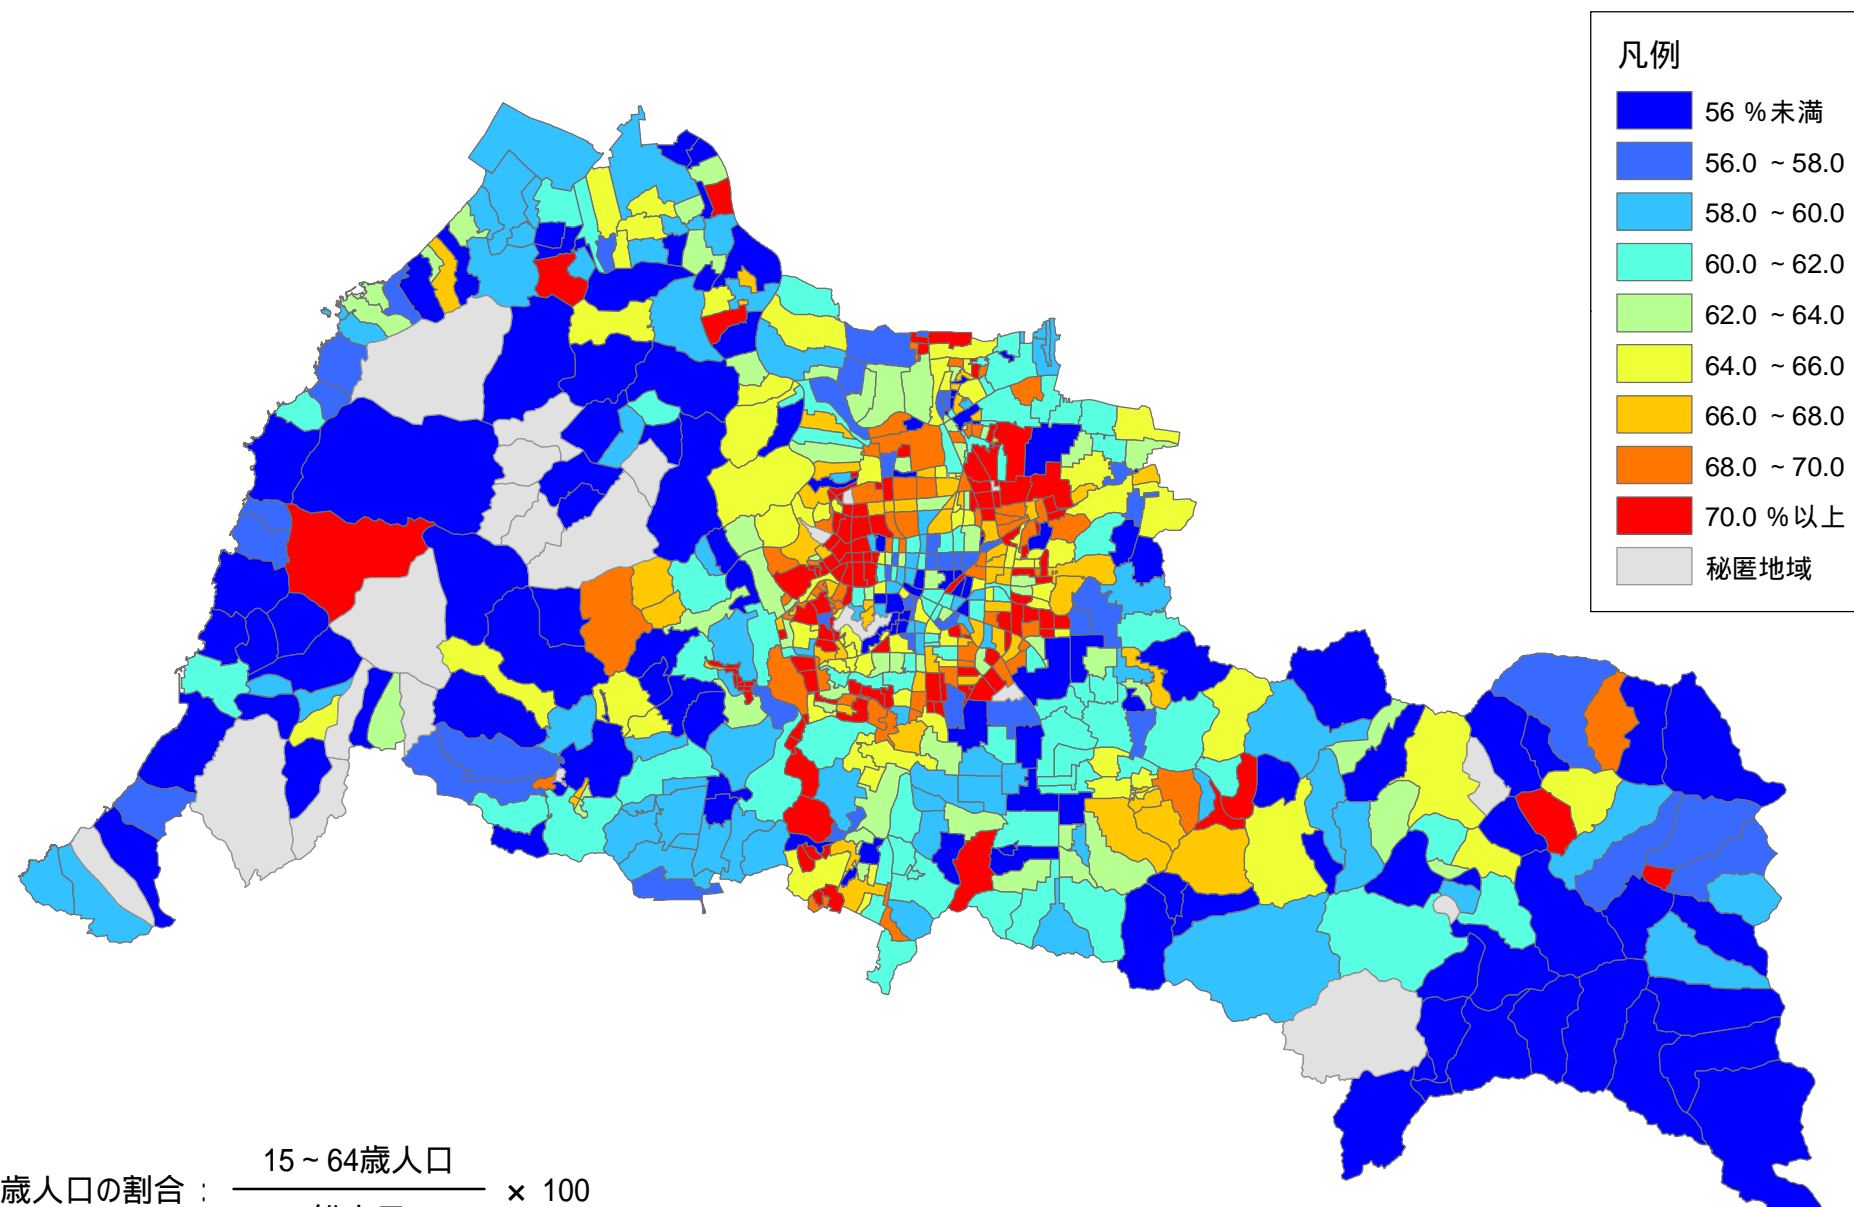 凡例
56 %未満
56.0 ~ 58.0
58.0 ~ 60.0
60.0 ~ 62.0
62.0 ~ 64.0
64.0 ~ 66.0
66.0 ~ 68.0
68.0 ~ 70.0
70.0 %以上
秘匿地域
15 ~ 64歳人口
歳人口の割合 : × 100